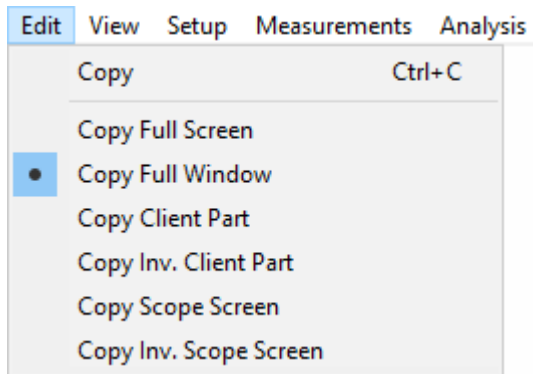 Edit View Setup Measurements Analysis
Copy Ctrl+C
Copy Full Screen
Copy Full Window
Copy Client Part
Copy Inv. Client Part
Copy Scope Screen
Copy Inv. Scope Screen